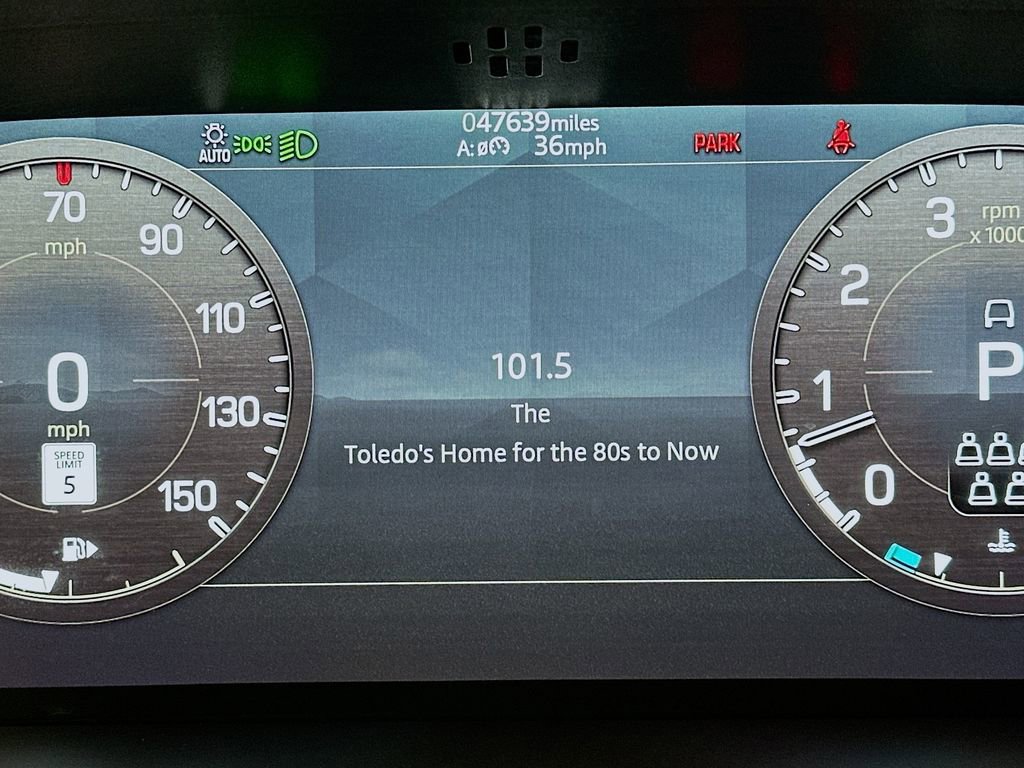 047639miles
AUTO
A: 36mph
PARK
70
mph
90
110
130
150
0
mph
SPEED
LIMIT
5
101.5
The
Toledo's Home for the 80s to Now
3
rpm
x 1000
2
1
0
P